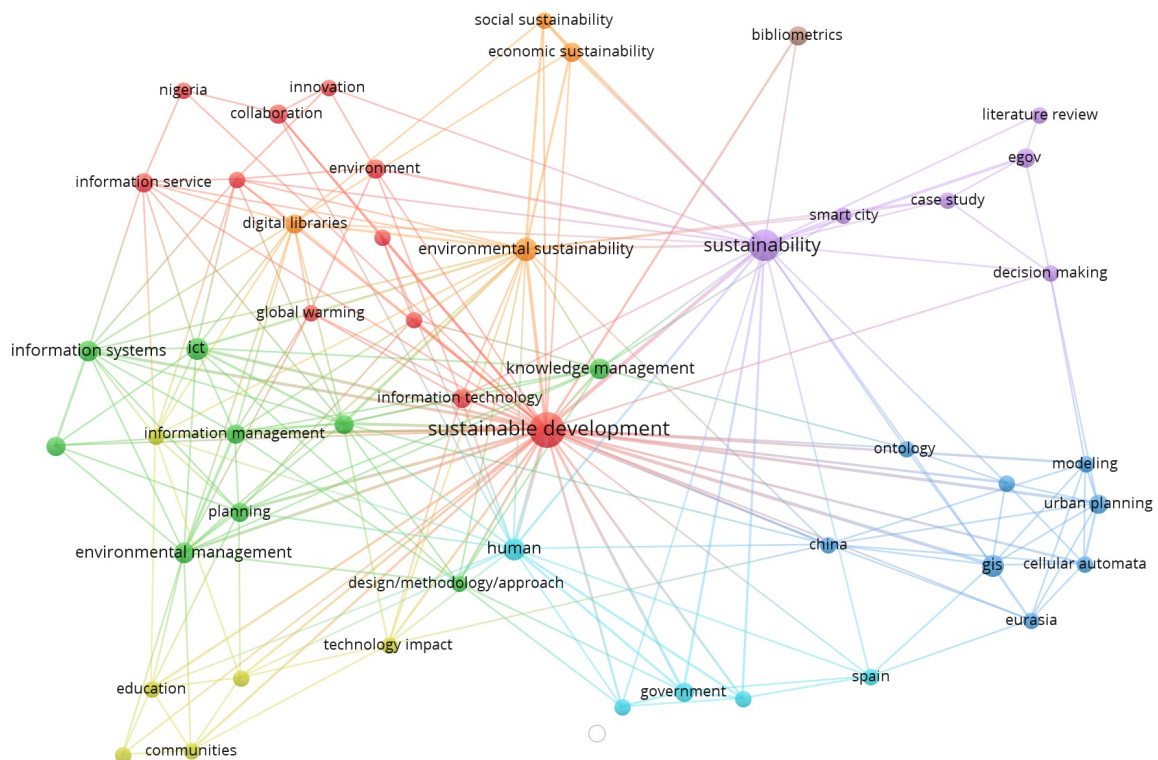 social sustainability
bibliometrics
economic sustainability
nigeria
innovation
collaboration
literature review
egov
environment
information service
case study
smart city
digital libraries
sustainability
environmental sustainability
decision making
global warming
information systems
ict
knowledge management
information technology
sustainable development
information management
ontology
modeling
urban planning
planning
china
human
environmental management
gis
cellular automata
design/methodology/approach
eurasia
technology impact
spain
education
government
communities